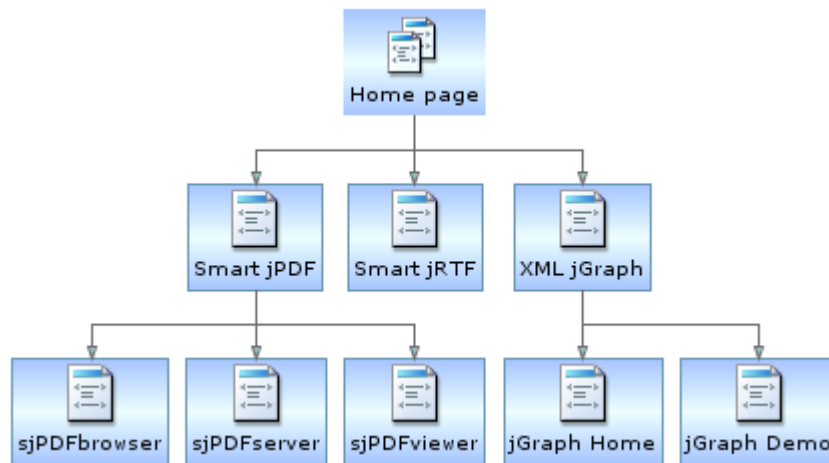 Home page
Smart jPDF
Smart jRTF
XML jGraph
sjPDFbrowser
sjPDFserver
sjPDFviewer
jGraph Home
jGraph Demo